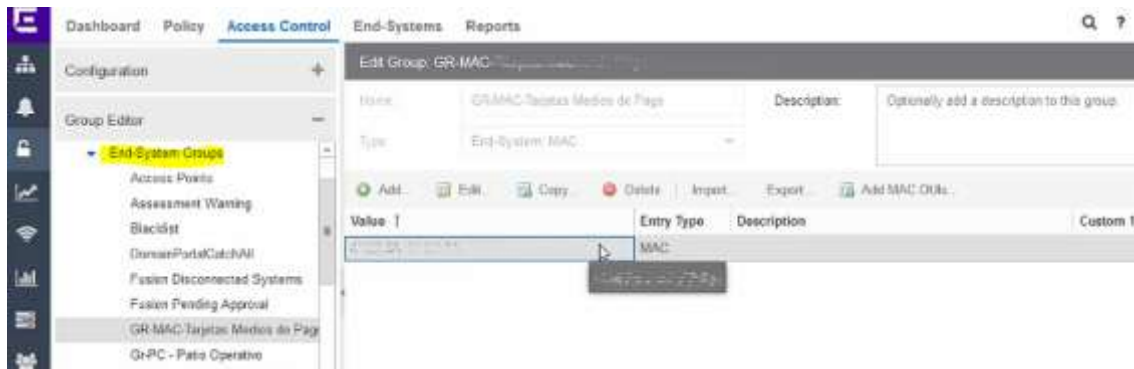 Dashboard Policy Access Control End-Systems Reports
Configuration
Edit Group: GR-MAC-
Name: GR-MAC-Tarjetas Medios de Pago
Description: Optionally add a description to this group.
Group Editor
Type: End-System: MAC
End-System Groups
Access Points
Assessment Warning
Blacklist
DomainPortalCatchAll
Fusion Disconnected Systems
Fusion Pending Approval
GR-MAC-Tarjetas Medios de Pago
Gr-PC - Patio Operativo
Add... Edit... Copy... Delete Import... Export... Add MAC OUIs...
Value Entry Type Description Custom 1
MAC